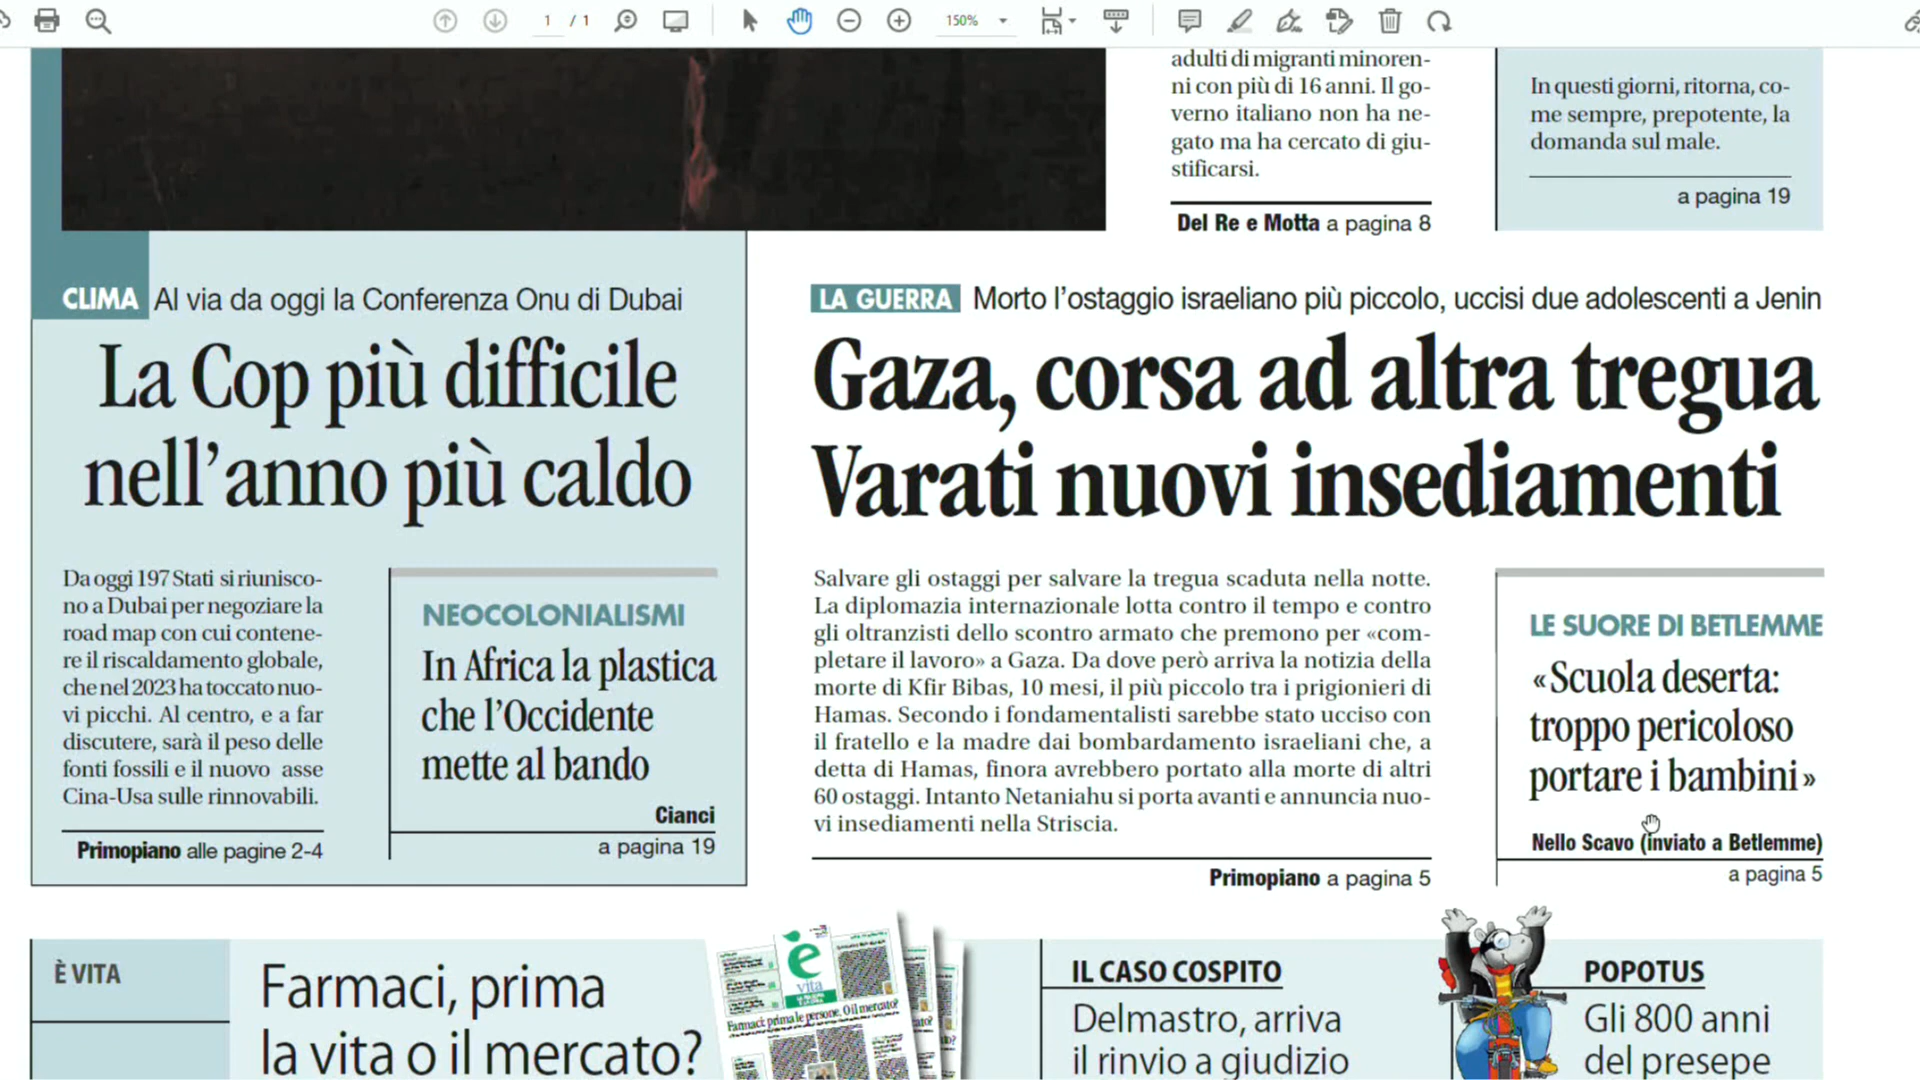 1 / 1
150%
adulti di migranti minoren-
ni con più di 16 anni. Il go-
verno italiano non ha ne-
gato ma ha cercato di giu-
stificarsi.
Del Re e Motta a pagina 8
In questi giorni, ritorna, co-
me sempre, prepotente, la
domanda sul male.
a pagina 19
CLIMA Al via da oggi la Conferenza Onu di Dubai
La Cop più difficile
nell'anno più caldo
Da oggi 197 Stati si riunisco-
no a Dubai per negoziare la
road map con cui contene-
re il riscaldamento globale,
che nel 2023 ha toccato nuo-
vi picchi. Al centro, e a far
discutere, sarà il peso delle
fonti fossili e il nuovo asse
Cina-Usa sulle rinnovabili.
Primopiano alle pagine 2-4
NEOCOLONIALISMI
In Africa la plastica
che l'Occidente
mette al bando
Cianci
a pagina 19
LA GUERRA Morto l'ostaggio israeliano più piccolo, uccisi due adolescenti a Jenin
Gaza, corsa ad altra tregua
Varati nuovi insediamenti
Salvare gli ostaggi per salvare la tregua scaduta nella notte.
La diplomazia internazionale lotta contro il tempo e contro
gli oltranzisti dello scontro armato che premono per «com-
pletare il lavoro» a Gaza. Da dove però arriva la notizia della
morte di Kfir Bibas, 10 mesi, il più piccolo tra i prigionieri di
Hamas. Secondo i fondamentalisti sarebbe stato ucciso con
il fratello e la madre dai bombardamento israeliani che, a
detta di Hamas, finora avrebbero portato alla morte di altri
60 ostaggi. Intanto Netaniahu si porta avanti e annuncia nuo-
vi insediamenti nella Striscia.
Primopiano a pagina 5
LE SUORE DI BETLEMME
«Scuola deserta:
troppo pericoloso
portare i bambini»
Nello Scavo (inviato a Betlemme)
a pagina 5
È VITA
Farmaci, prima
la vita o il mercato?
è
vita
Farmaci: prima le persone. O il mercato?
IL CASO COSPITO
Delmastro, arriva
il rinvio a giudizio
POPOTUS
Gli 800 anni
del presepe